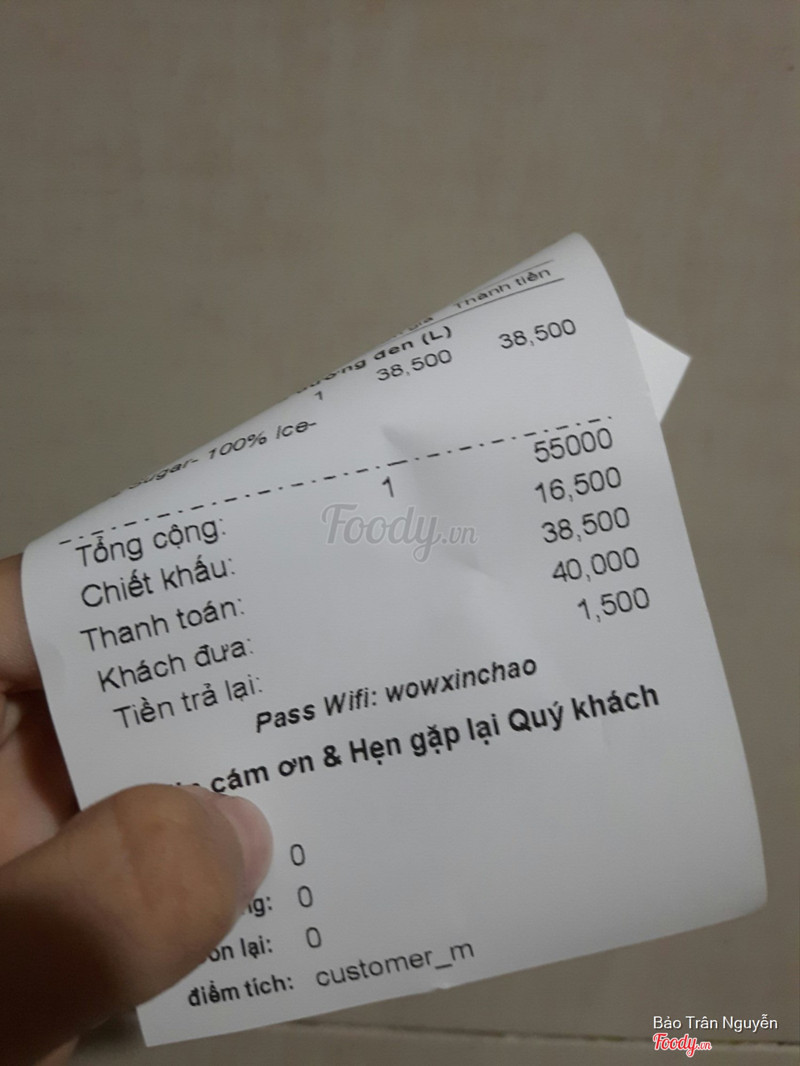 Thành tiền
đen (L)
1 38,500 38,500
100% Ice-
Tổng cộng: 1 55000
Chiết khấu: 16,500
Thanh toán: 38,500
Khách đưa: 40,000
Tiền trả lại: 1,500
Pass Wifi: wowxinchao
cám ơn & Hẹn gặp lại Quý khách
0
0
lại: 0
điểm tích: customer_m
Foody.vn
Bảo Trân Nguyễn
Foody.vn